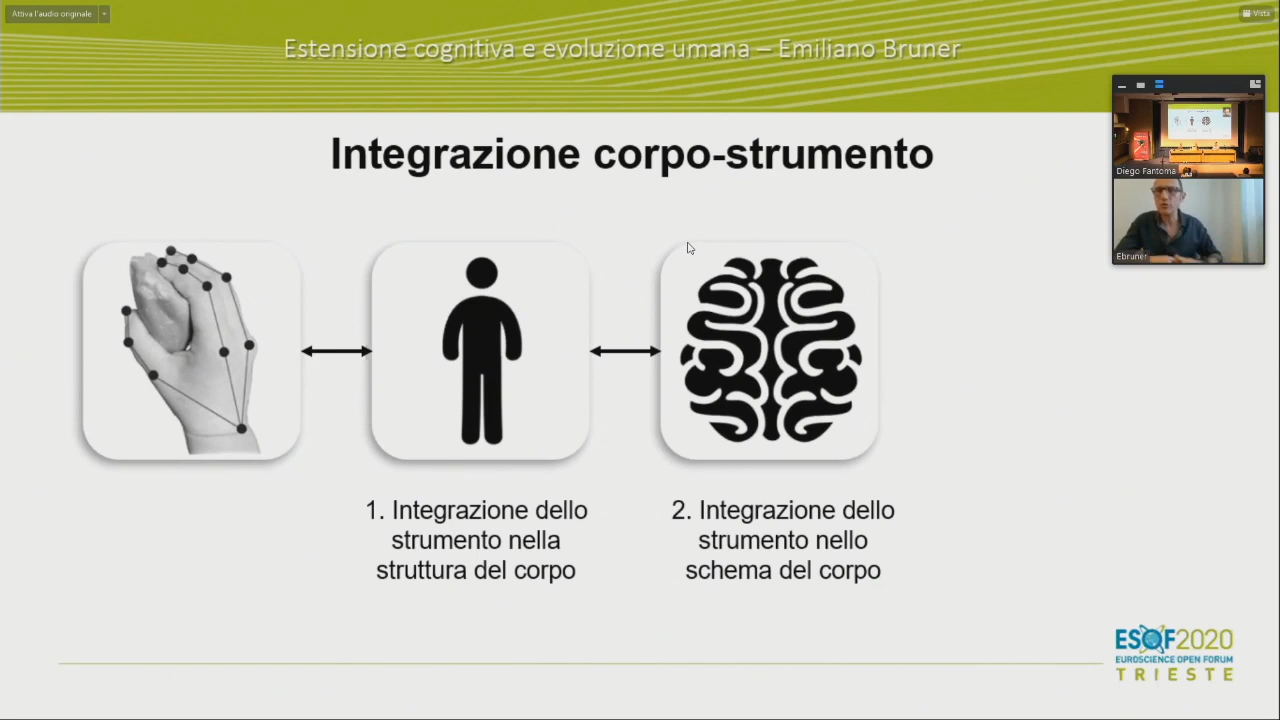 Attiva l'audio originale
Vista
Estensione cognitiva e evoluzione umana – Emiliano Bruner
Integrazione corpo-strumento
Diego Fantoma
Ebruner
1. Integrazione dello
strumento nella
struttura del corpo
2. Integrazione dello
strumento nello
schema del corpo
ESOF2020
EUROSCIENCE OPEN FORUM
TRIESTE